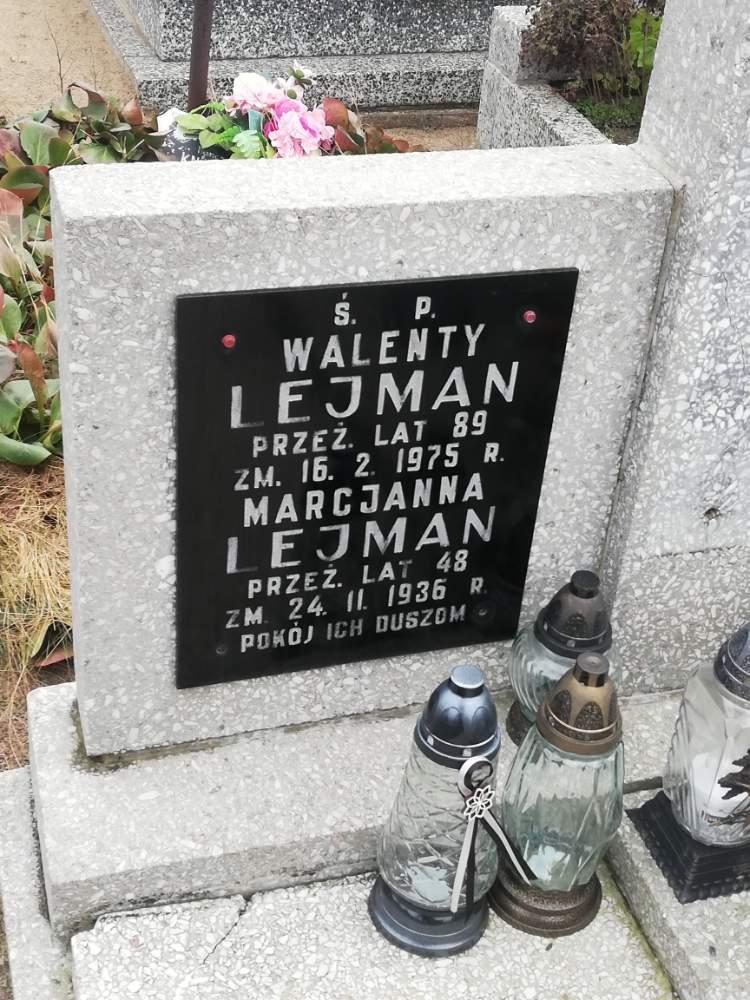 Ś. P.
WALENTY
LEJMAN
PRZEŻ. LAT 89
ZM. 16. 2. 1975 R.
MARCJANNA
LEJMAN
PRZEŻ. LAT 48
ZM. 24. 11. 1936 R.
POKÓJ ICH DUSZOM